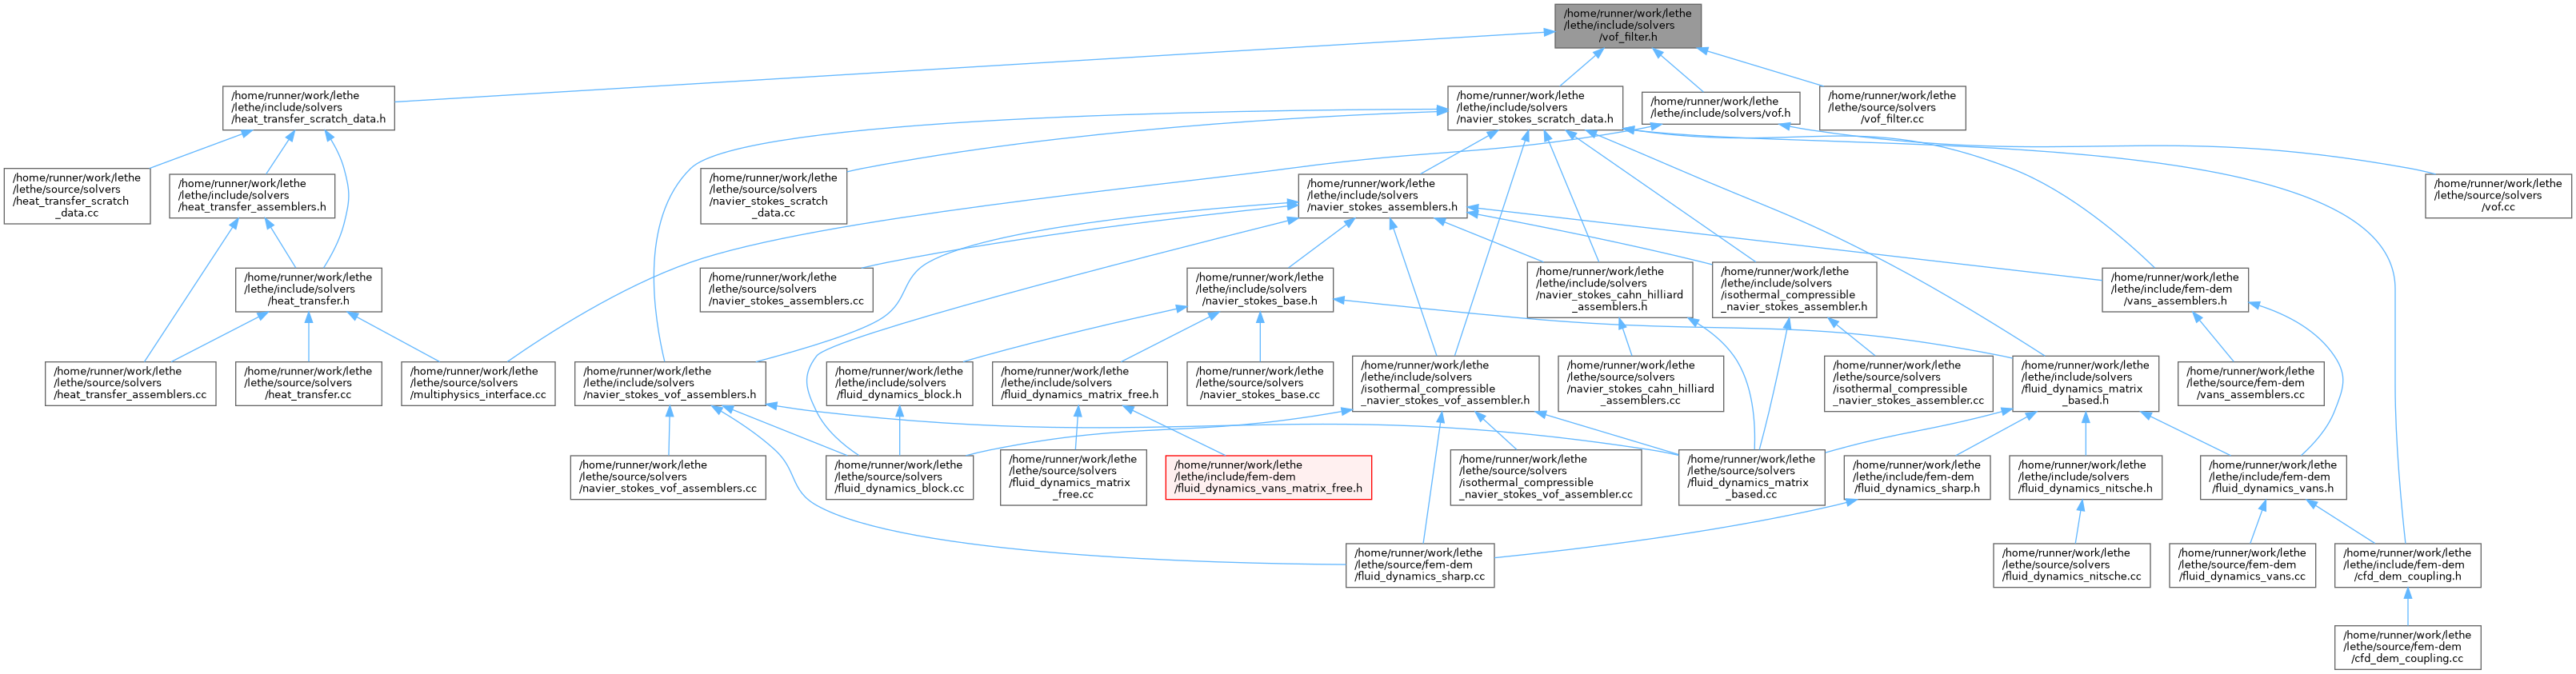 /home/runner/work/lethe
/lethe/include/solvers
/vof_filter.h
/home/runner/work/lethe
/lethe/include/solvers
/heat_transfer_scratch_data.h
/home/runner/work/lethe
/lethe/include/solvers
/navier_stokes_scratch_data.h
/home/runner/work/lethe
/lethe/include/solvers/vof.h
/home/runner/work/lethe
/lethe/source/solvers
/vof_filter.cc
/home/runner/work/lethe
/lethe/source/solvers
/heat_transfer_scratch
_data.cc
/home/runner/work/lethe
/lethe/include/solvers
/heat_transfer_assemblers.h
/home/runner/work/lethe
/lethe/source/solvers
/navier_stokes_scratch
_data.cc
/home/runner/work/lethe
/lethe/include/solvers
/navier_stokes_assemblers.h
/home/runner/work/lethe
/lethe/source/solvers
/vof.cc
/home/runner/work/lethe
/lethe/include/solvers
/heat_transfer.h
/home/runner/work/lethe
/lethe/source/solvers
/navier_stokes_assemblers.cc
/home/runner/work/lethe
/lethe/include/solvers
/navier_stokes_base.h
/home/runner/work/lethe
/lethe/include/solvers
/navier_stokes_cahn_hilliard
_assemblers.h
/home/runner/work/lethe
/lethe/include/solvers
/isothermal_compressible
_navier_stokes_assembler.h
/home/runner/work/lethe
/lethe/include/fem-dem
/vans_assemblers.h
/home/runner/work/lethe
/lethe/source/solvers
/heat_transfer_assemblers.cc
/home/runner/work/lethe
/lethe/source/solvers
/heat_transfer.cc
/home/runner/work/lethe
/lethe/source/solvers
/multiphysics_interface.cc
/home/runner/work/lethe
/lethe/include/solvers
/navier_stokes_vof_assemblers.h
/home/runner/work/lethe
/lethe/include/solvers
/fluid_dynamics_block.h
/home/runner/work/lethe
/lethe/include/solvers
/fluid_dynamics_matrix_free.h
/home/runner/work/lethe
/lethe/source/solvers
/navier_stokes_base.cc
/home/runner/work/lethe
/lethe/include/solvers
/isothermal_compressible
_navier_stokes_vof_assembler.h
/home/runner/work/lethe
/lethe/source/solvers
/navier_stokes_cahn_hilliard
_assemblers.cc
/home/runner/work/lethe
/lethe/source/solvers
/isothermal_compressible
_navier_stokes_assembler.cc
/home/runner/work/lethe
/lethe/include/solvers
/fluid_dynamics_matrix
_based.h
/home/runner/work/lethe
/lethe/source/fem-dem
/vans_assemblers.cc
/home/runner/work/lethe
/lethe/source/solvers
/navier_stokes_vof_assemblers.cc
/home/runner/work/lethe
/lethe/source/solvers
/fluid_dynamics_block.cc
/home/runner/work/lethe
/lethe/source/solvers
/fluid_dynamics_matrix
_free.cc
/home/runner/work/lethe
/lethe/include/fem-dem
/fluid_dynamics_vans_matrix_free.h
/home/runner/work/lethe
/lethe/source/solvers
/isothermal_compressible
_navier_stokes_vof_assembler.cc
/home/runner/work/lethe
/lethe/source/solvers
/fluid_dynamics_matrix
_based.cc
/home/runner/work/lethe
/lethe/include/fem-dem
/fluid_dynamics_sharp.h
/home/runner/work/lethe
/lethe/include/solvers
/fluid_dynamics_nitsche.h
/home/runner/work/lethe
/lethe/include/fem-dem
/fluid_dynamics_vans.h
/home/runner/work/lethe
/lethe/source/fem-dem
/fluid_dynamics_sharp.cc
/home/runner/work/lethe
/lethe/source/solvers
/fluid_dynamics_nitsche.cc
/home/runner/work/lethe
/lethe/source/fem-dem
/fluid_dynamics_vans.cc
/home/runner/work/lethe
/lethe/include/fem-dem
/cfd_dem_coupling.h
/home/runner/work/lethe
/lethe/source/fem-dem
/cfd_dem_coupling.cc